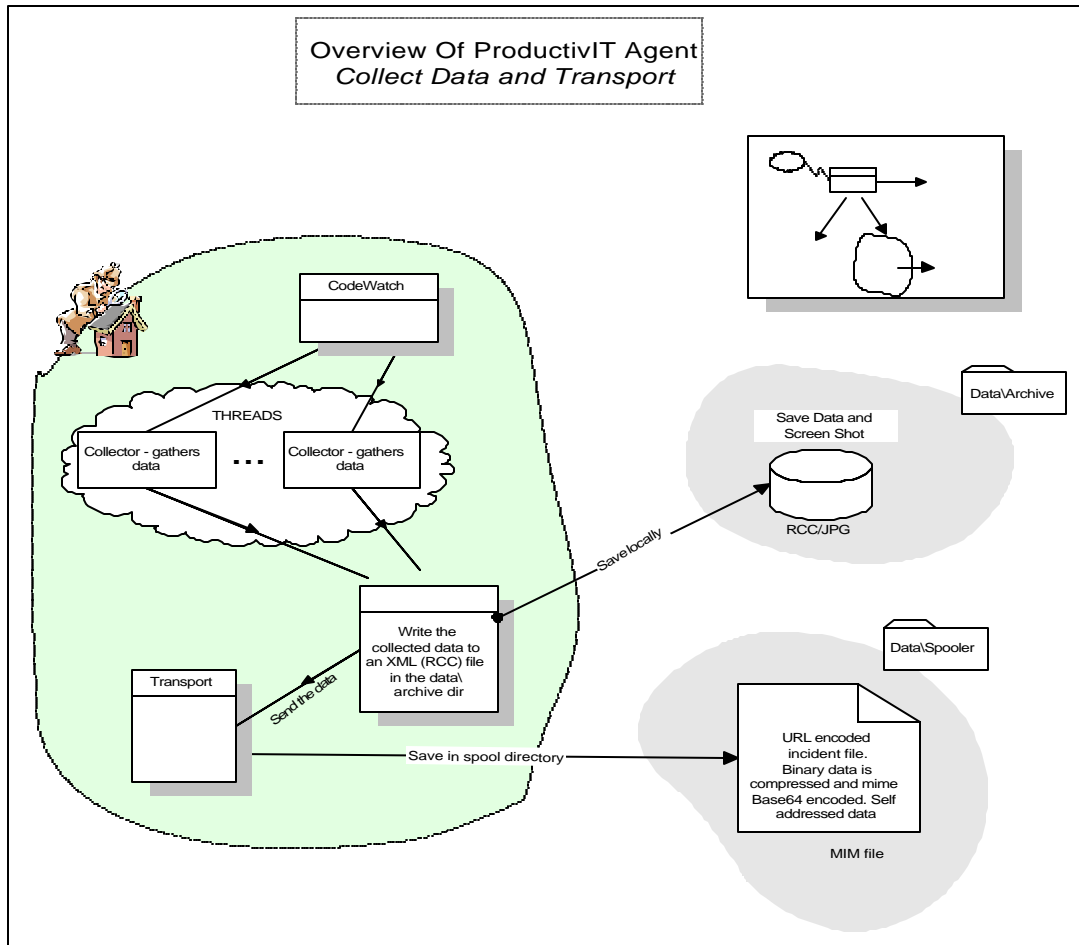 Overview Of ProductivIT Agent
Collect Data and Transport
CodeWatch
THREADS
Collector - gathers
data
...
Collector - gathers
data
Write the
collected data to
an XML (RCC) file
in the data\
archive dir
Transport
Send the data
Save locally
Save in spool directory
Data\Archive
Save Data and
Screen Shot
RCC/JPG
Data\Spooler
URL encoded
incident file.
Binary data is
compressed and mime
Base64 encoded. Self
addressed data
MIM file